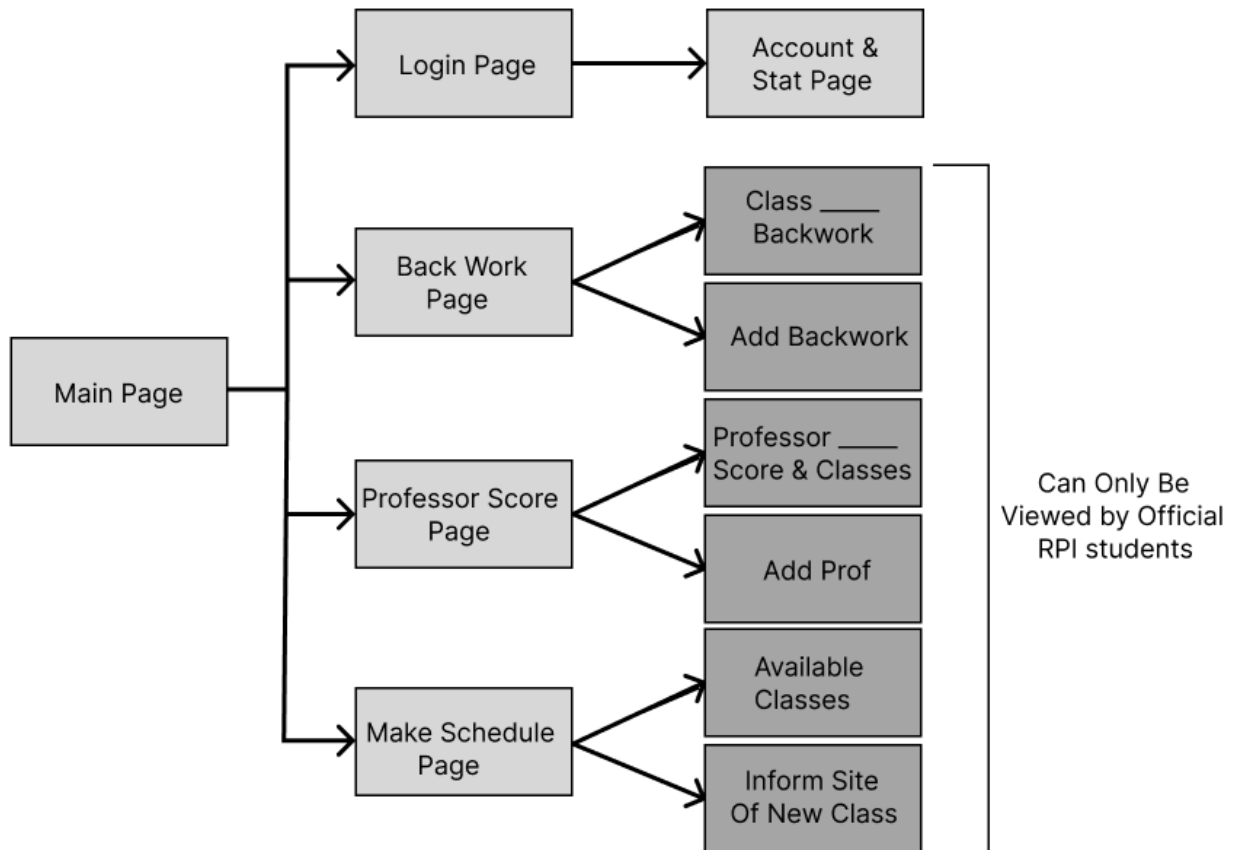 Login Page
Account &
Stat Page
Class ____
Backwork
Back Work
Page
Add Backwork
Main Page
Professor ____
Score & Classes
Professor Score
Page
Add Prof
Can Only Be
Viewed by Official
RPI students
Available
Classes
Make Schedule
Page
Inform Site
Of New Class